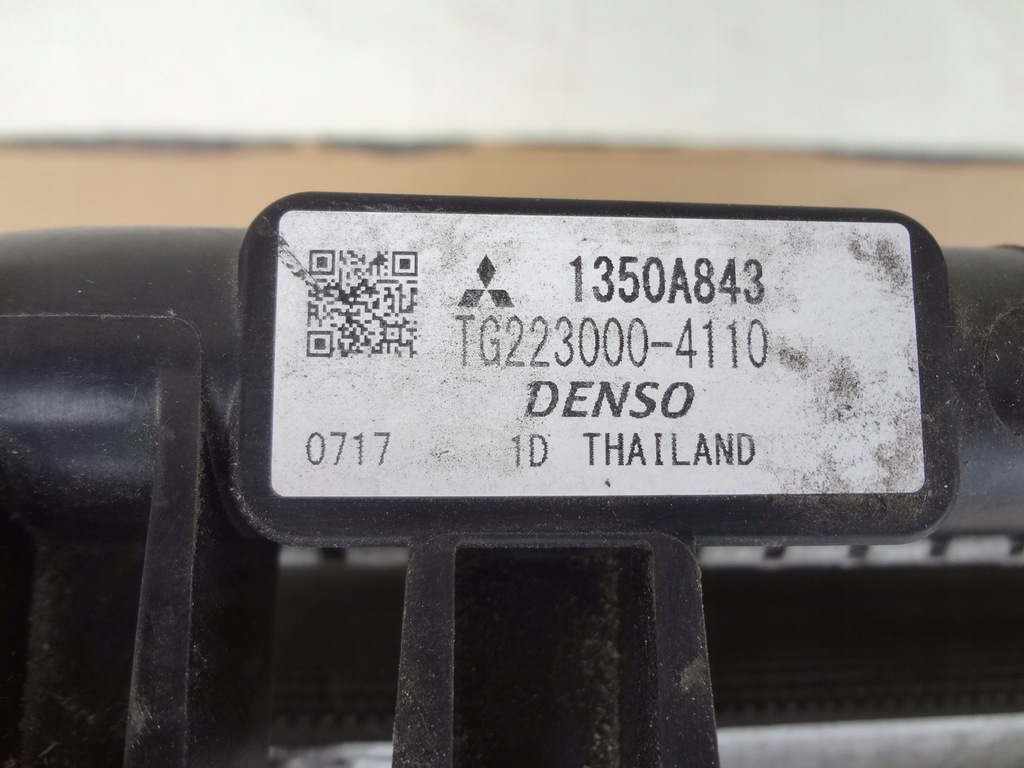 1350A843
TG223000-4110
DENSO
0717 1D THAILAND